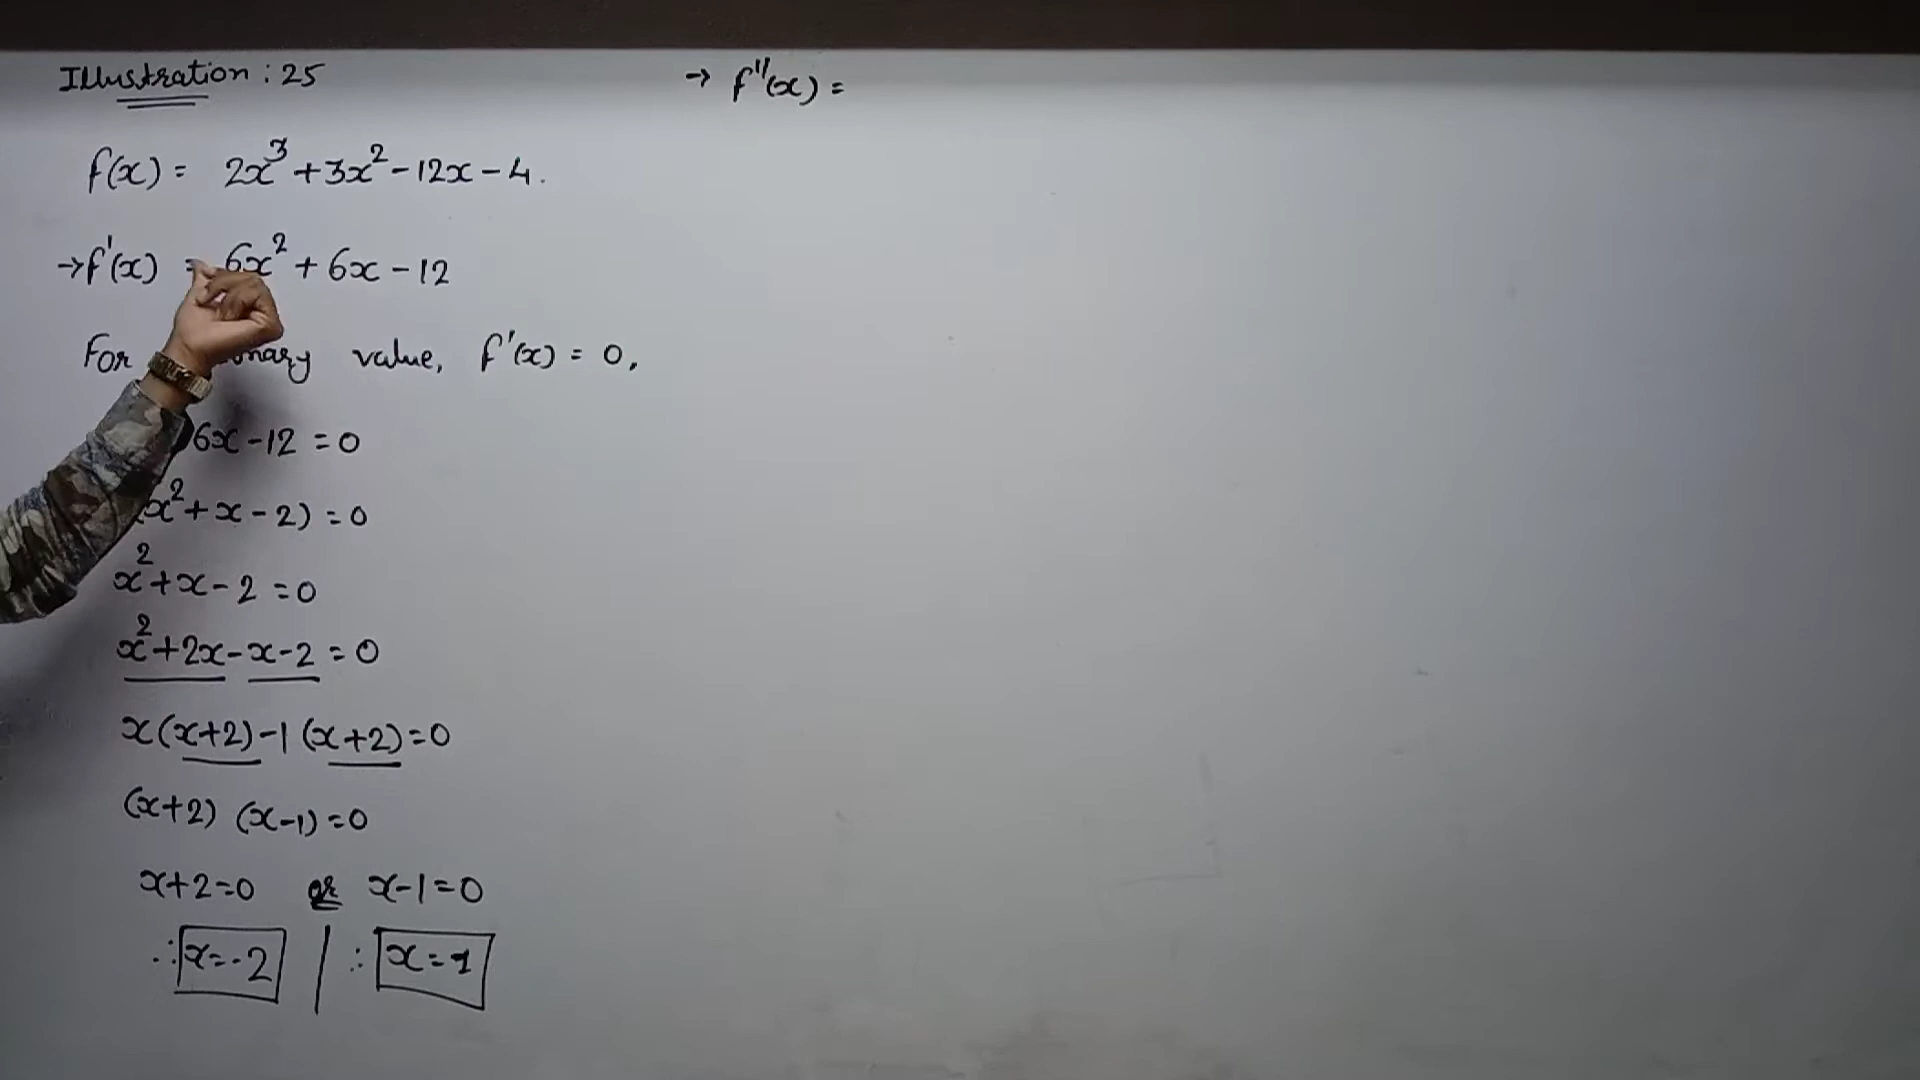 Illustration : 25
f(x) = 2x³ + 3x² - 12x - 4.
→ f'(x) = 6x² + 6x - 12
For value, f'(x) = 0,
6x - 12 = 0
x² + x - 2) = 0
x² + x - 2 = 0
x² + 2x - x - 2 = 0
x(x+2) - 1 (x+2) = 0
(x+2) (x-1) = 0
x+2=0 or x-1=0
∴ x=-2 | ∴ x=1
→ f''(x) =